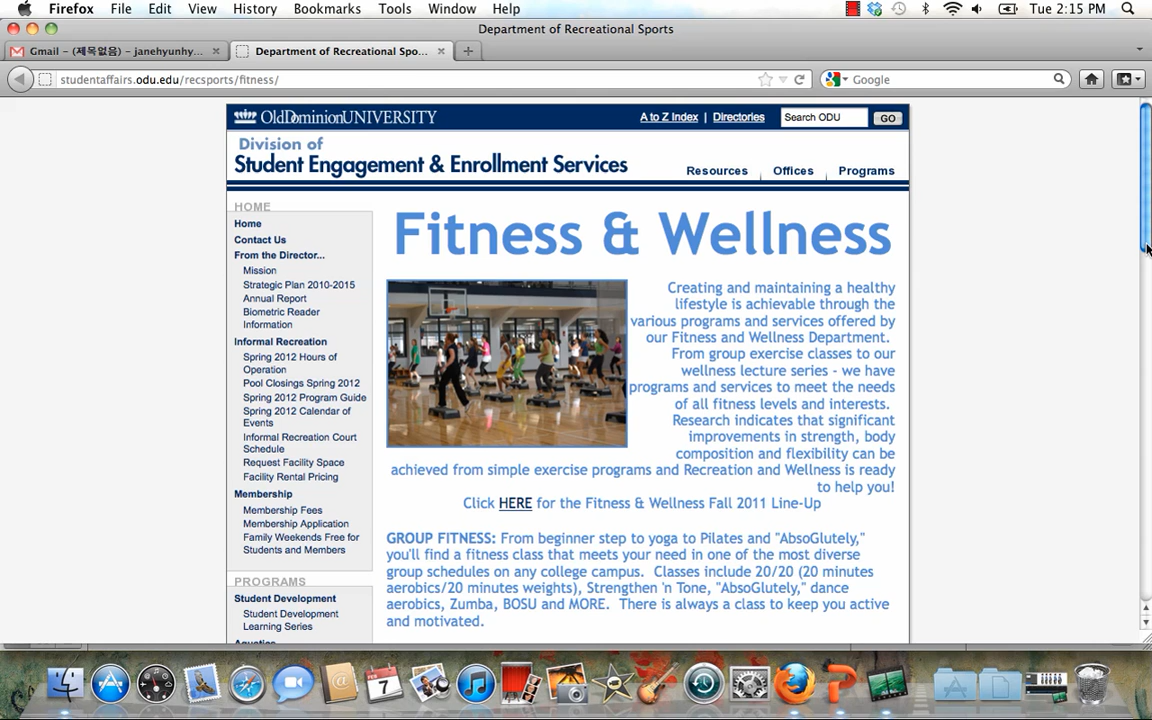 Firefox File Edit View History Bookmarks Tools Window Help Tue 2:15 PM
Department of Recreational Sports
Gmail - (제목없음) - janehyunhy... Department of Recreational Spo...
studentaffairs.odu.edu/recsports/fitness/ Google
OldDominionUNIVERSITY A to Z Index | Directories Search ODU GO
Division of
Student Engagement & Enrollment Services
Resources Offices Programs
HOME
Home
Contact Us
From the Director...
Mission
Strategic Plan 2010-2015
Annual Report
Biometric Reader
Information
Informal Recreation
Spring 2012 Hours of
Operation
Pool Closings Spring 2012
Spring 2012 Program Guide
Spring 2012 Calendar of
Events
Informal Recreation Court
Schedule
Request Facility Space
Facility Rental Pricing
Membership
Membership Fees
Membership Application
Family Weekends Free for
Students and Members
PROGRAMS
Student Development
Student Development
Learning Series
Aquatics
Fitness & Wellness
Creating and maintaining a healthy
lifestyle is achievable through the
various programs and services offered by
our Fitness and Wellness Department.
From group exercise classes to our
wellness lecture series - we have
programs and services to meet the needs
of all fitness levels and interests.
Research indicates that significant
improvements in strength, body
composition and flexibility can be
achieved from simple exercise programs and Recreation and Wellness is ready
to help you!
Click HERE for the Fitness & Wellness Fall 2011 Line-Up
GROUP FITNESS: From beginner step to yoga to Pilates and "AbsoGlutely,"
you'll find a fitness class that meets your need in one of the most diverse
group schedules on any college campus. Classes include 20/20 (20 minutes
aerobics/20 minutes weights), Strengthen 'n Tone, "AbsoGlutely," dance
aerobics, Zumba, BOSU and MORE. There is always a class to keep you active
and motivated.
FEB
7